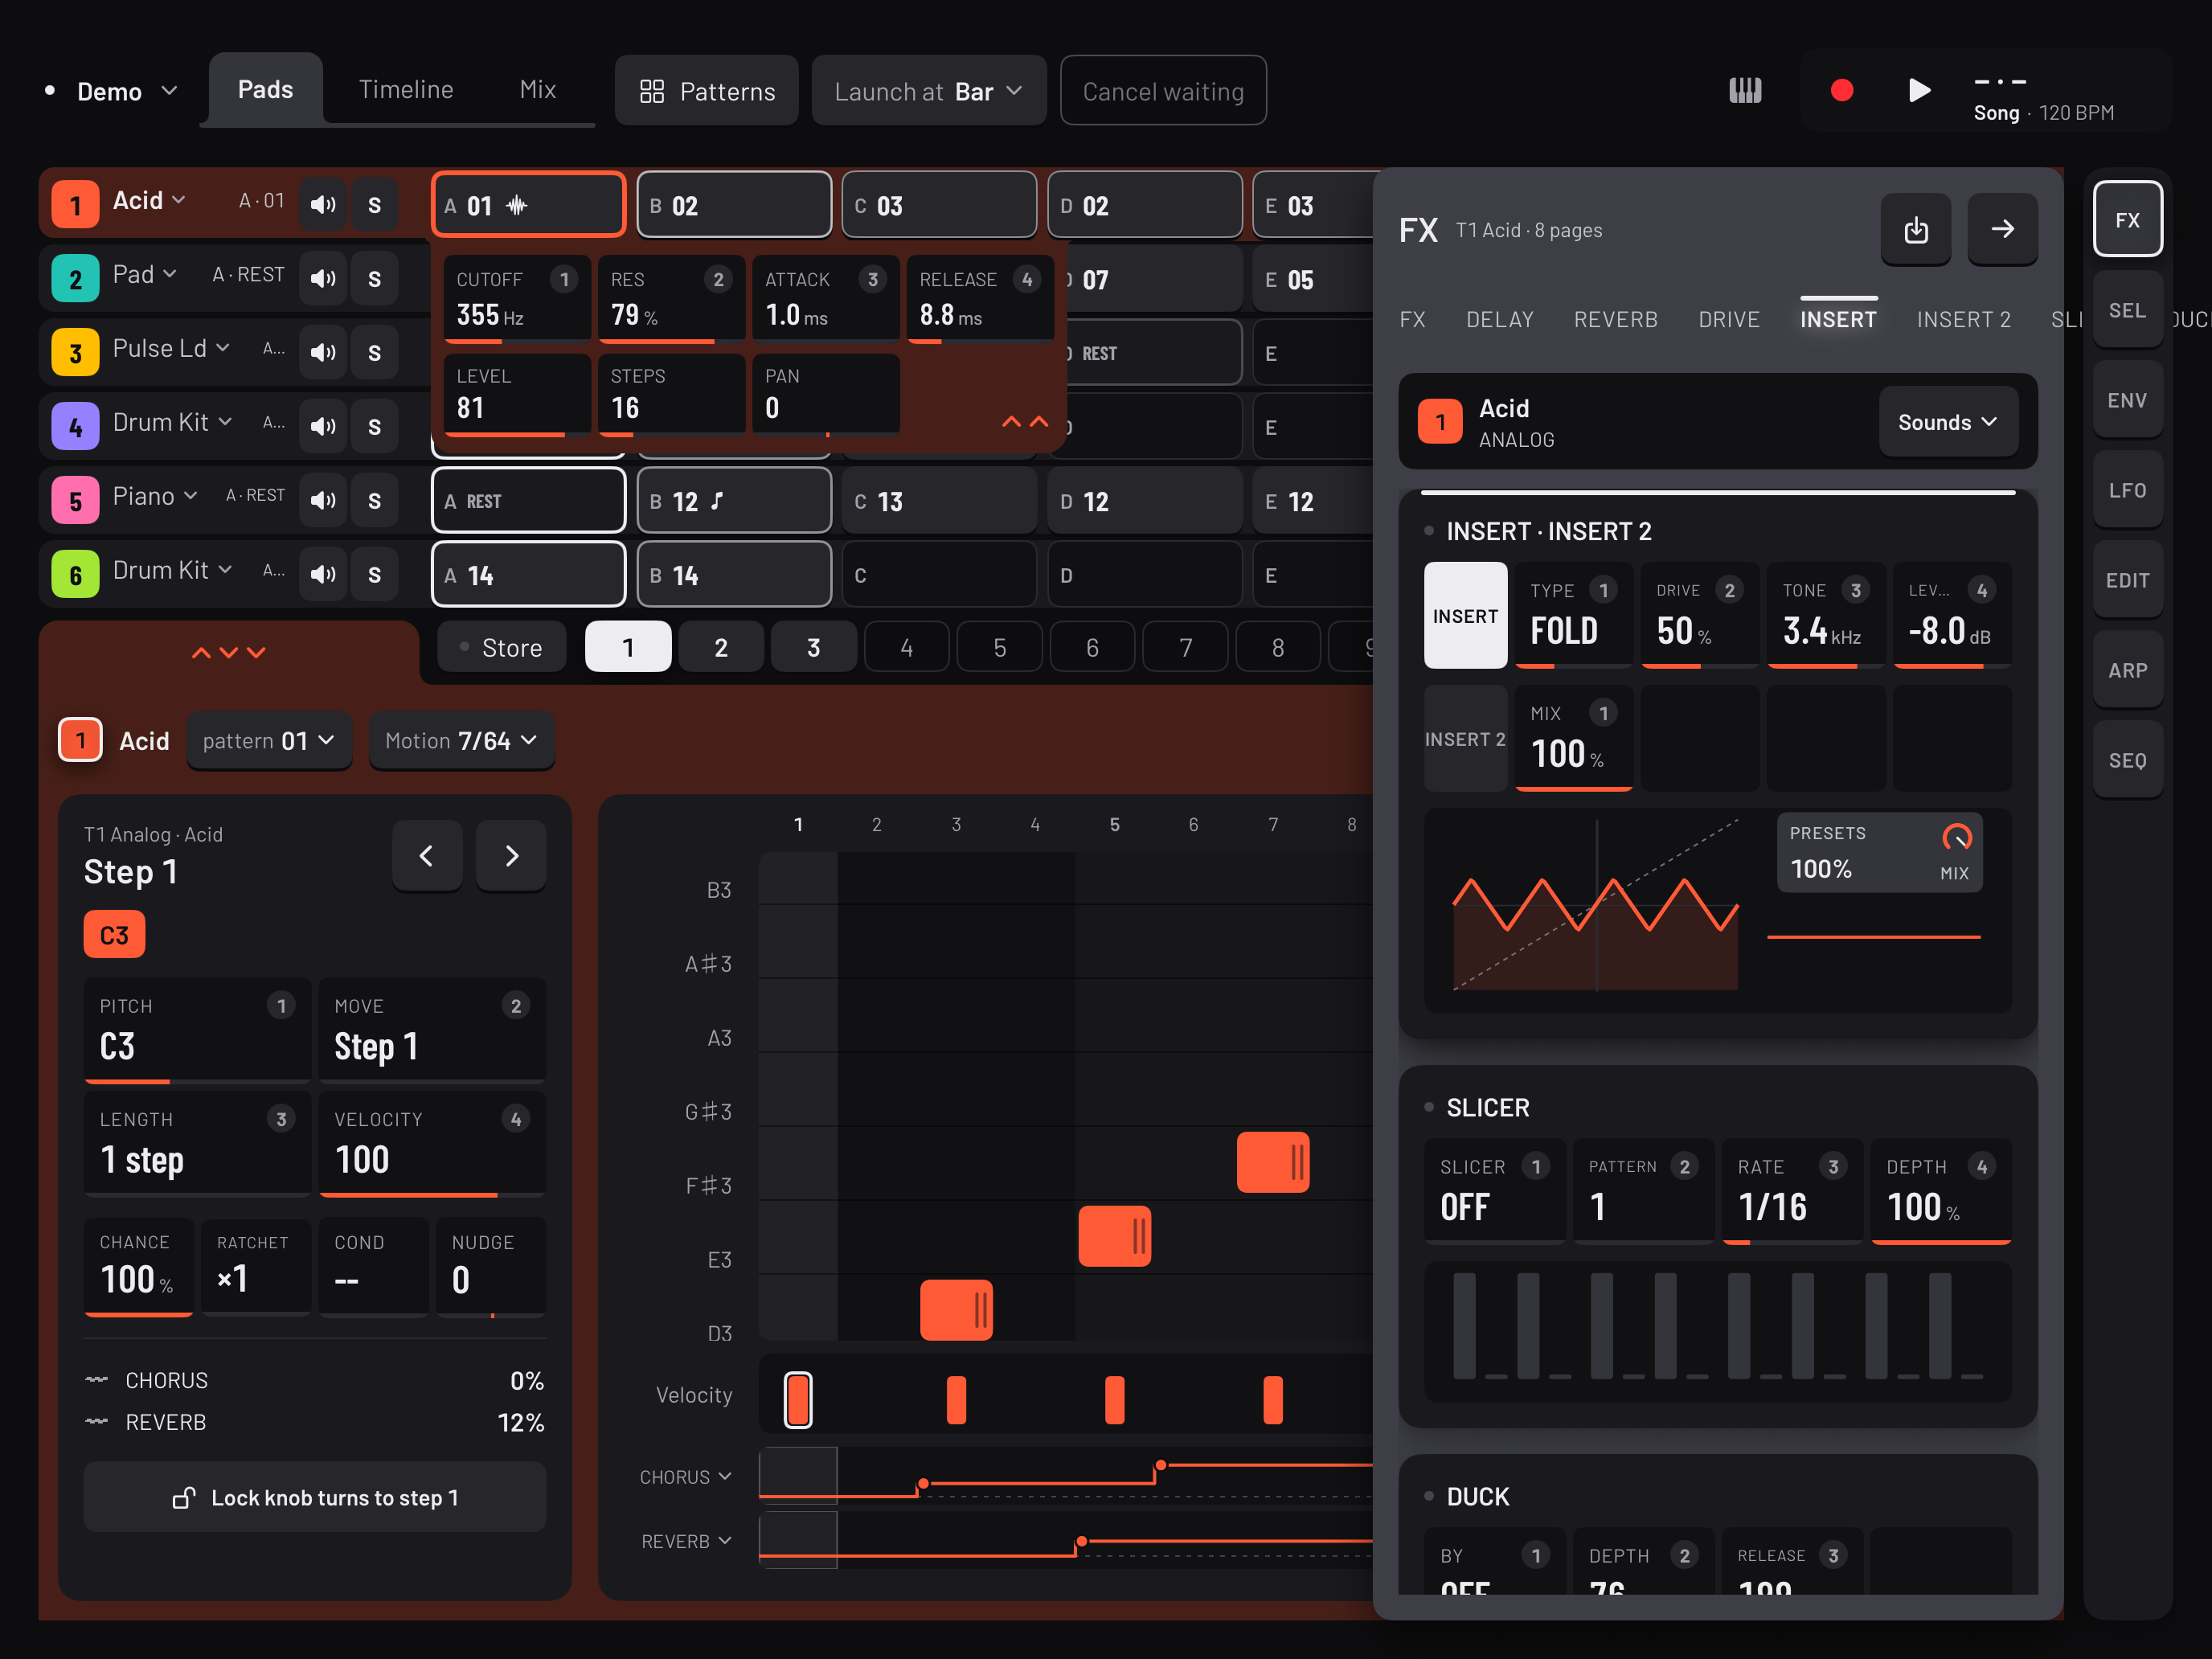 Demo Pads Timeline Mix Patterns Launch at Bar Cancel waiting
Song · 120 BPM
1 Acid A · 01 S A 01 B 02 C 03 D 02 E 03
2 Pad A · REST S 07 E 05
3 Pulse Ld A... S REST E
4 Drum Kit A... S E
5 Piano A · REST S A REST B 12 C 13 D 12 E 12
6 Drum Kit A... S A 14 B 14 C D E
CUTOFF 1 RES 2 ATTACK 3 RELEASE 4
355 Hz 79 % 1.0 ms 8.8 ms
LEVEL STEPS PAN
81 16 0
Store 1 2 3 4 5 6 7 8 9
1 Acid pattern 01 Motion 7/64
T1 Analog · Acid
Step 1
C3
PITCH 1 MOVE 2
C3 Step 1
LENGTH 3 VELOCITY 4
1 step 100
CHANCE RATCHET COND NUDGE
100 % ×1 -- 0
CHORUS 0%
REVERB 12%
Lock knob turns to step 1
1 2 3 4 5 6 7 8
B3
A♯3
A3
G♯3
F♯3
E3
D3
Velocity
CHORUS
REVERB
FX T1 Acid · 8 pages
FX DELAY REVERB DRIVE INSERT INSERT 2 SLI DUC
1 Acid
ANALOG
Sounds
INSERT · INSERT 2
INSERT TYPE 1 DRIVE 2 TONE 3 LEV... 4
FOLD 50 % 3.4 kHz -8.0 dB
INSERT 2 MIX 1
100 %
PRESETS
100% MIX
SLICER
SLICER 1 PATTERN 2 RATE 3 DEPTH 4
OFF 1 1/16 100 %
DUCK
BY 1 DEPTH 2 RELEASE 3
OFF 76 199
FX
SEL
ENV
LFO
EDIT
ARP
SEQ